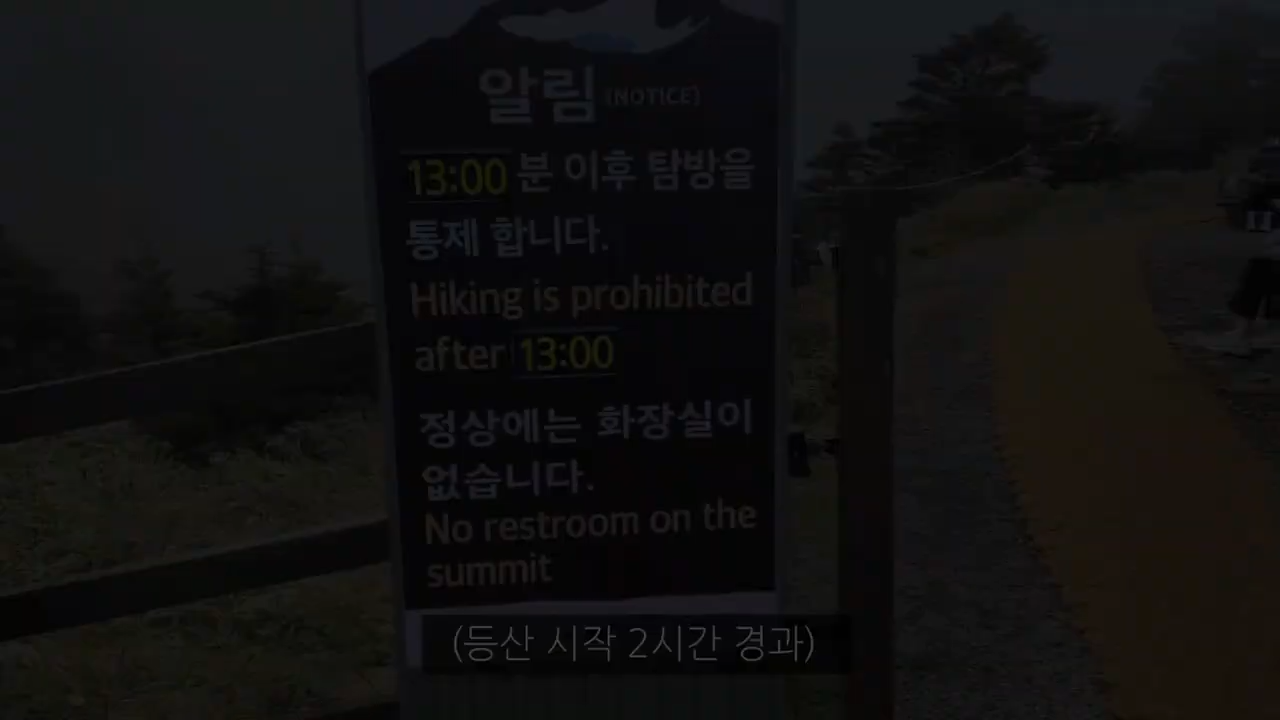 알림 (NOTICE)
13:00 분 이후 탐방을
통제 합니다.
Hiking is prohibited
after 13:00
정상에는 화장실이
없습니다.
No restroom on the
summit
(등산 시작 2시간 경과)